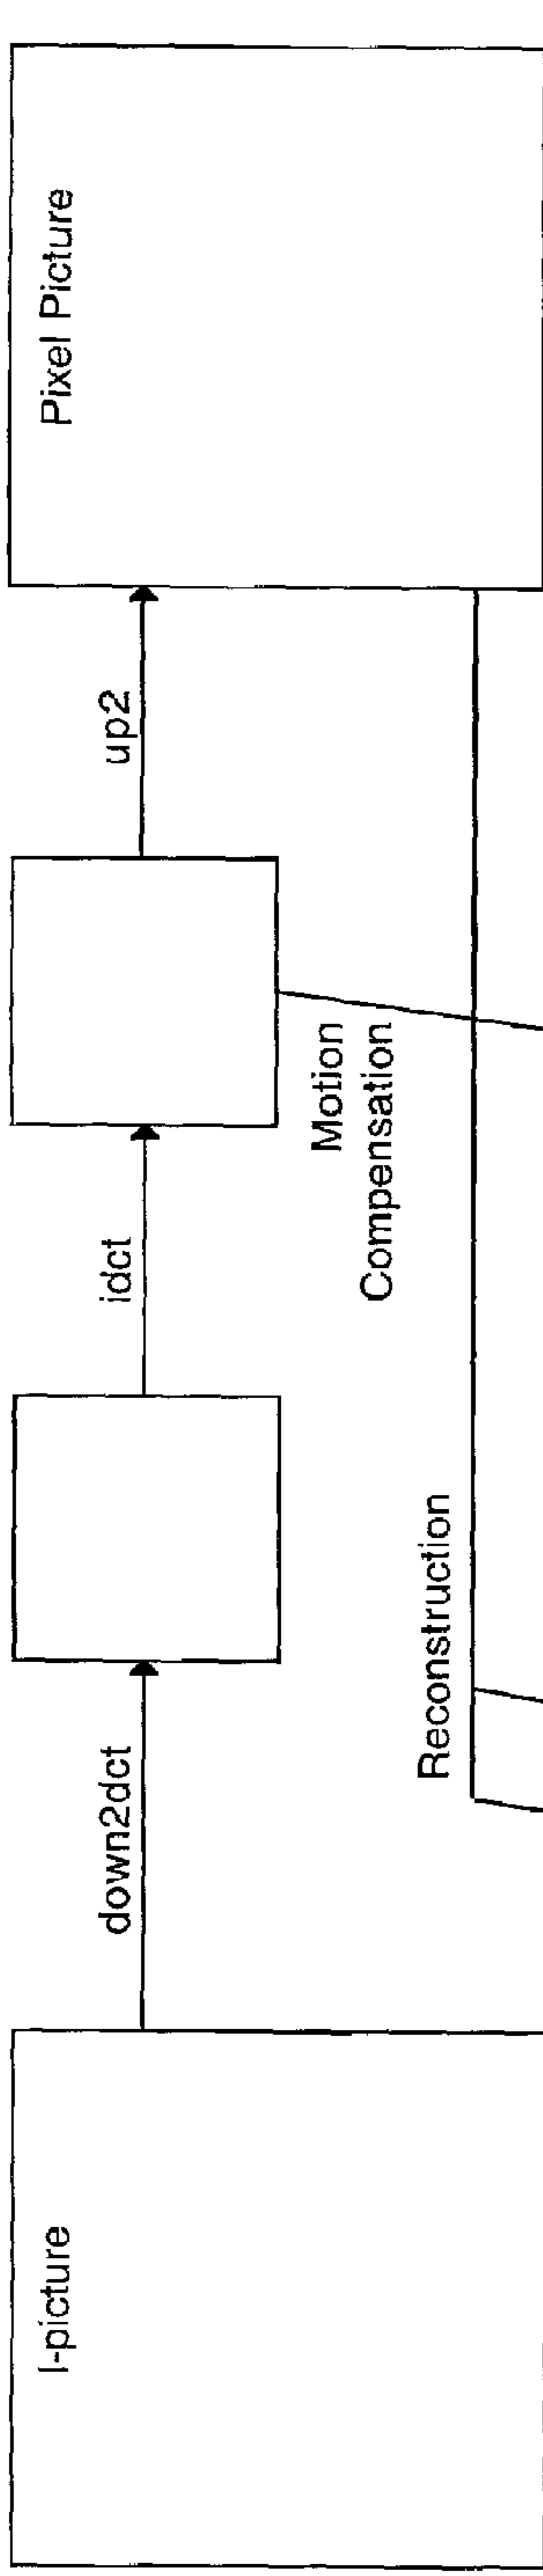 I-picture
down2dct
idct
up2
Pixel Picture
Motion
Compensation
Reconstruction